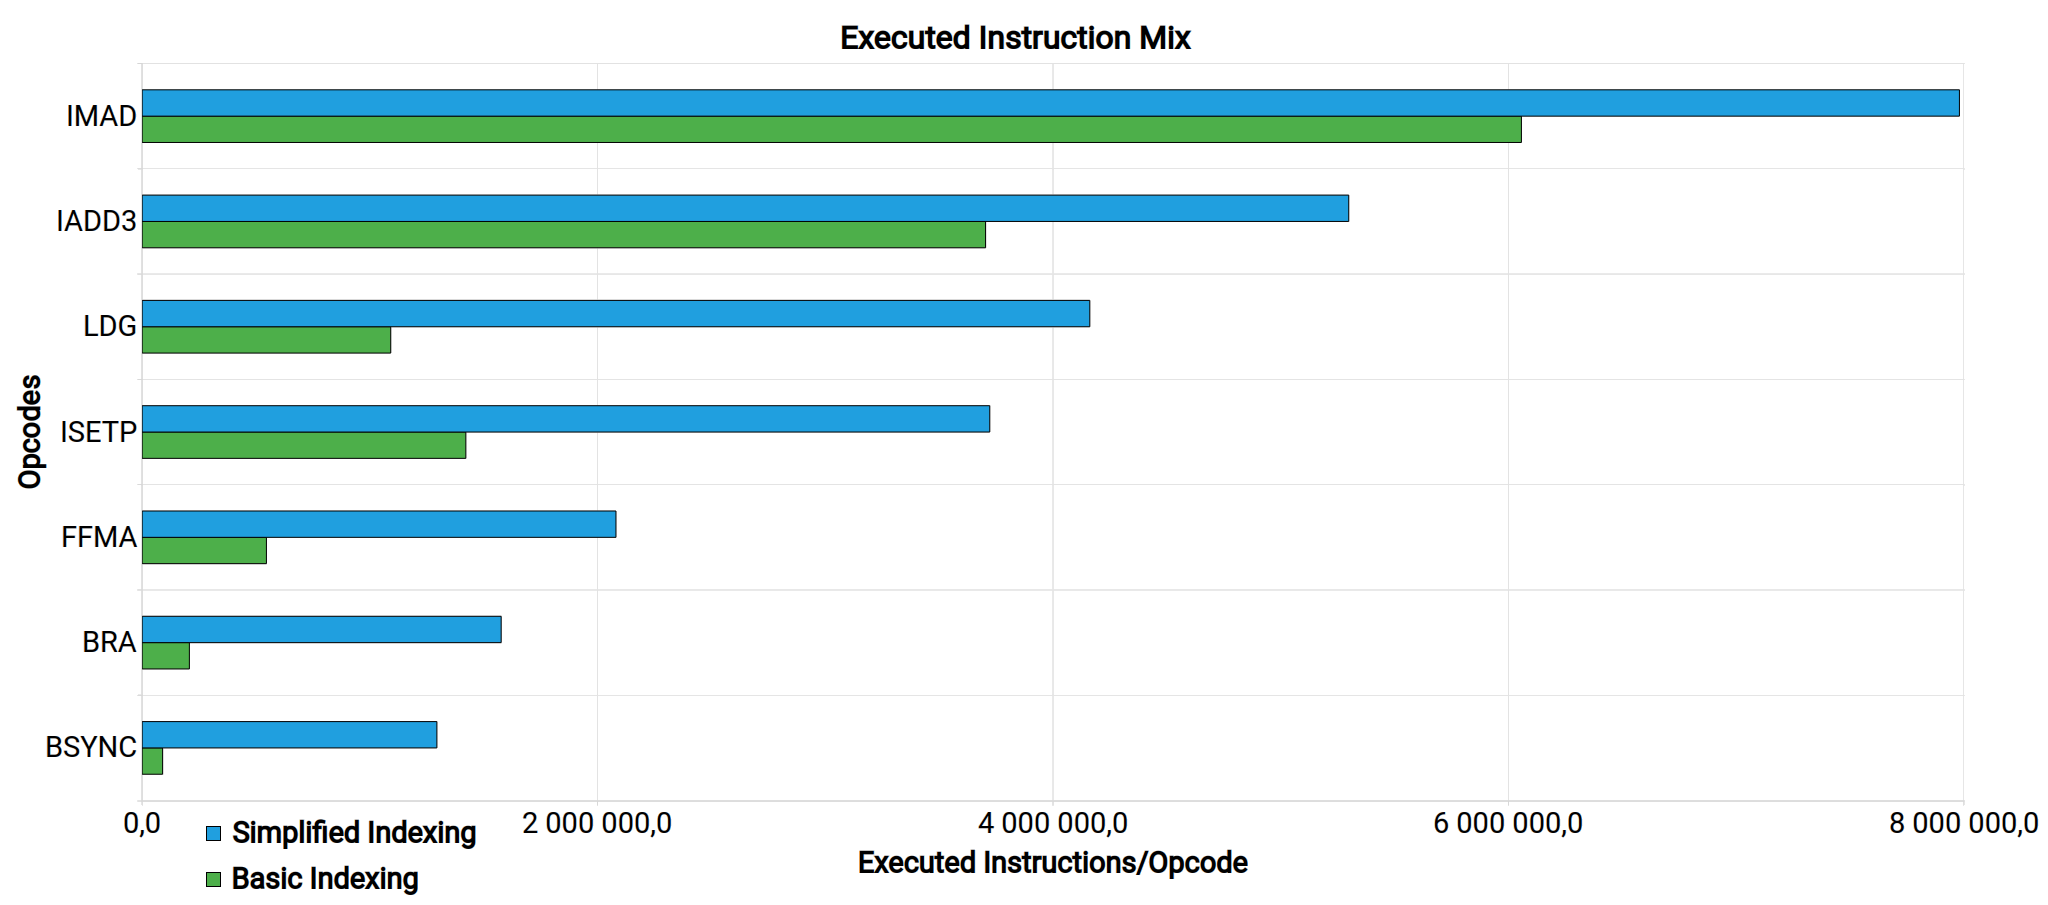 Executed Instruction Mix
IMAD
IADD3
LDG
ISETP
FFMA
BRA
BSYNC
Opcodes
0,0
2 000 000,0
4 000 000,0
6 000 000,0
8 000 000,0
Executed Instructions/Opcode
Simplified Indexing
Basic Indexing